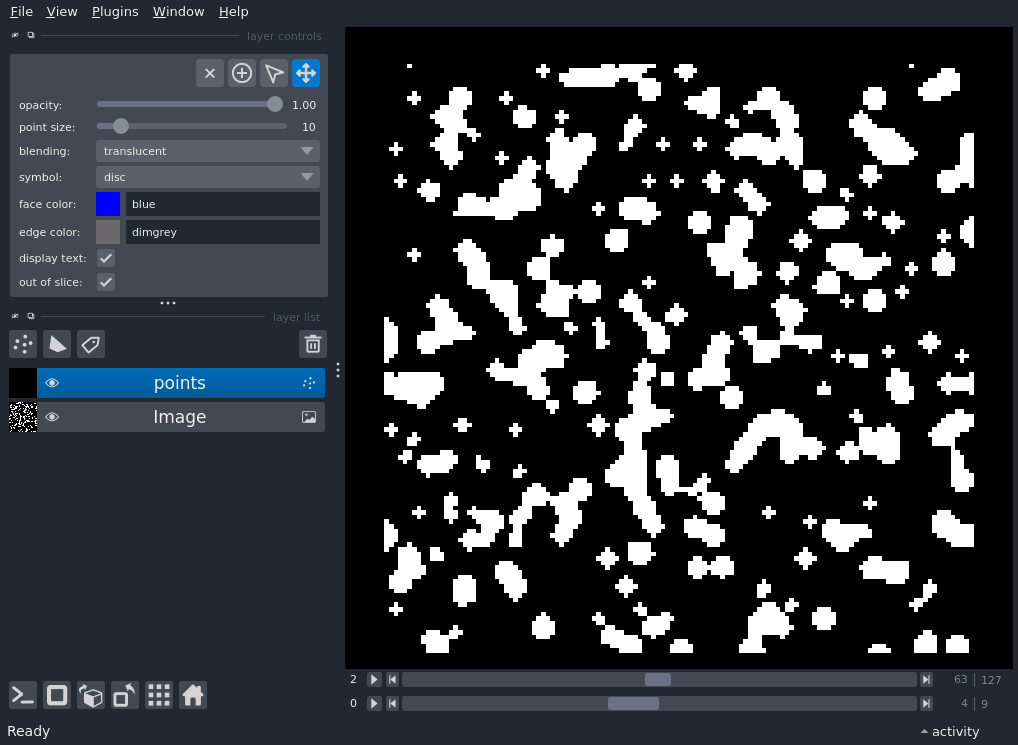 File View Plugins Window Help
layer controls
opacity: 1.00
point size: 10
blending: translucent
symbol: disc
face color: blue
edge color: dimgrey
display text:
out of slice:
layer list
points
Image
2 63 127
0 4 9
Ready activity